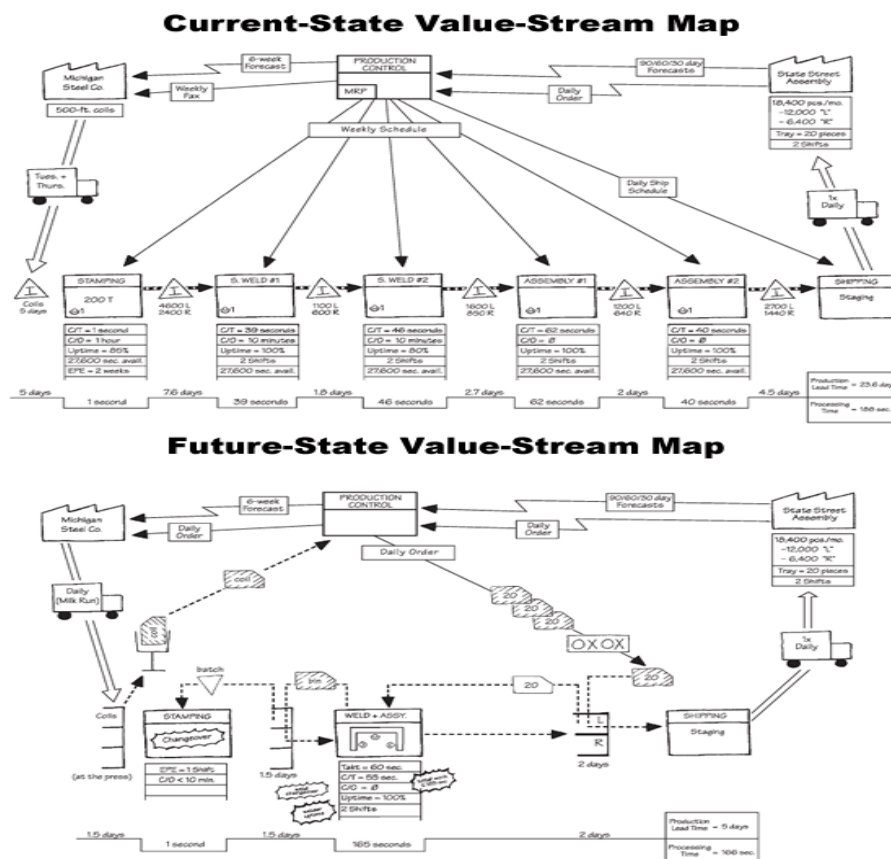 Current-State Value-Stream Map
Michigan
Steel Co.
6-week
Forecast
PRODUCTION
CONTROL
MRP
90/60/30 day
Forecasts
State Street
Assembly
Weekly
Fax
Daily
Order
500-ft. coils
Weekly Schedule
18,400 pcs./mo.
-12,000 "L"
-6,400 "R"
Tray = 20 pieces
2 Shifts
Tues. +
Thurs.
Daily Ship
Schedule
1x
Daily
I
Coils
5 days
STAMPING
200 T
1
I
4600 L
2400 R
S. WELD #1
1
I
1100 L
600 R
S. WELD #2
1
I
1600 L
850 R
ASSEMBLY #1
1
I
1200 L
640 R
ASSEMBLY #2
1
I
2700 L
1440 R
SHIPPING
Staging
C/T = 1 second
C/O = 1 hour
Uptime = 85%
27,600 sec. avail.
EPE = 2 weeks
C/T = 39 seconds
C/O = 10 minutes
Uptime = 100%
2 Shifts
27,600 sec. avail.
C/T = 46 seconds
C/O = 10 minutes
Uptime = 80%
2 Shifts
27,600 sec. avail.
C/T = 62 seconds
C/O = Ø
Uptime = 100%
2 Shifts
27,600 sec. avail.
C/T = 40 seconds
C/O = Ø
Uptime = 100%
2 Shifts
27,600 sec. avail.
5 days
1 second
7.6 days
39 seconds
1.8 days
46 seconds
2.7 days
62 seconds
2 days
40 seconds
4.5 days
Production
Lead Time = 23.6 days
Processing
Time = 188 sec.
Future-State Value-Stream Map
Michigan
Steel Co.
6-week
Forecast
PRODUCTION
CONTROL
90/60/30 day
Forecasts
State Street
Assembly
Daily
Order
Daily
Order
Daily Order
18,400 pcs./mo.
-12,000 "L"
-6,400 "R"
Tray = 20 pieces
2 Shifts
Daily
(Milk Run)
coil
coil
20
20
20
OXOX
1x
Daily
batch
bin
20
20
Coils
(at the press)
STAMPING
Changeover
EPE = 1 Shift
C/O < 10 min.
1.5 days
WELD + ASSY.
Takt = 60 sec.
C/T = 55 sec.
C/O = Ø
Uptime = 100%
2 Shifts
weld
changeover
welder
uptime
L
R
2 days
SHIPPING
Staging
1.5 days
1 second
1.5 days
165 seconds
2 days
Production
Lead Time = 5 days
Processing
Time = 166 sec.